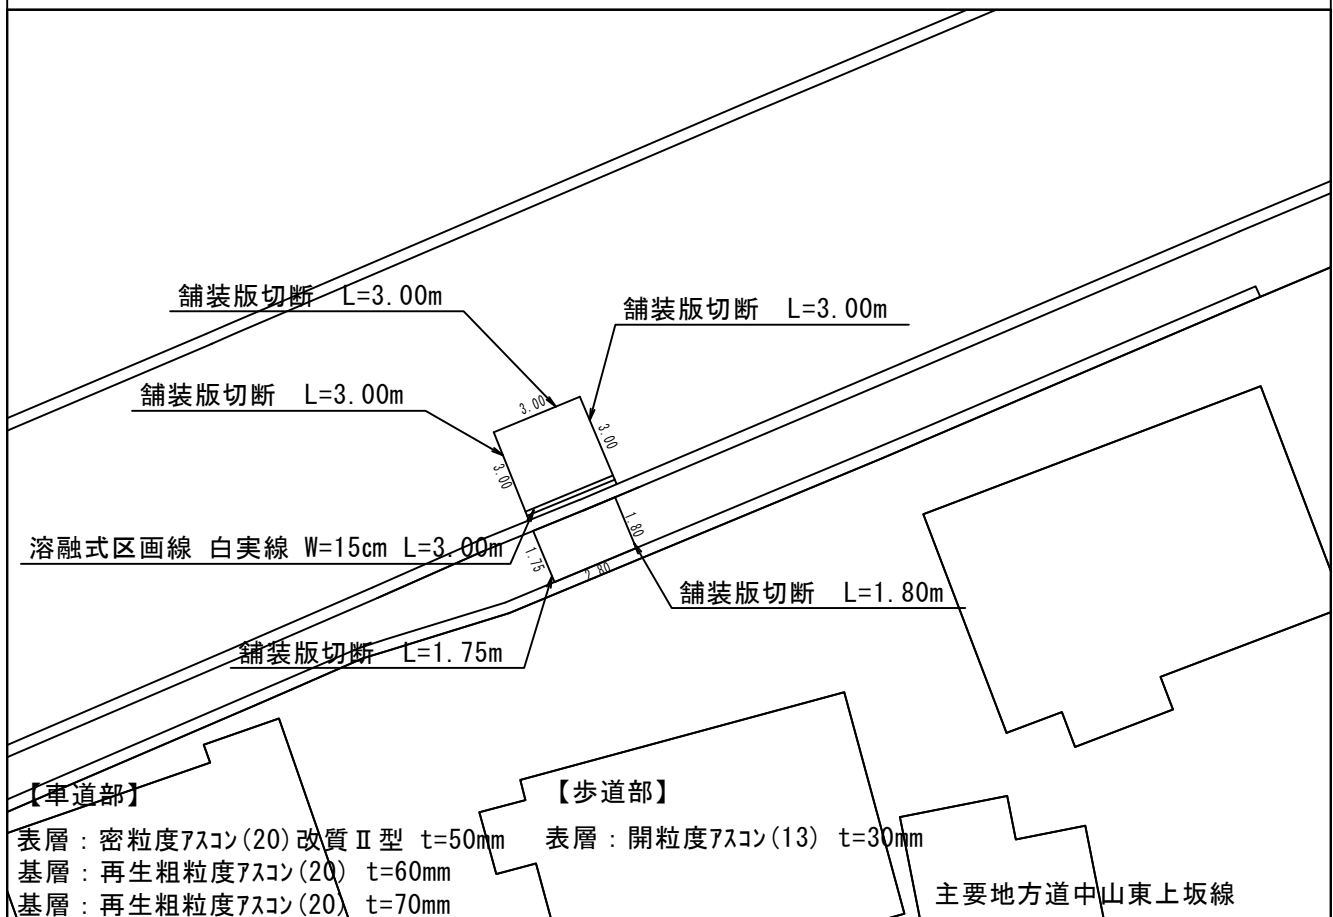 舗装版切断　L=3.00m
舗装版切断　L=3.00m
舗装版切断　L=3.00m
3.00
3.00
3.00
溶融式区画線 白実線 W=15cm L=3.00m
1.80
1.75
2.80
舗装版切断　L=1.80m
舗装版切断　L=1.75m
【車道部】
表層：密粒度ｱｽｺﾝ(20)改質Ⅱ型 t=50mm
基層：再生粗粒度ｱｽｺﾝ(20) t=60mm
基層：再生粗粒度ｱｽｺﾝ(20) t=70mm
【歩道部】
表層：開粒度ｱｽｺﾝ(13) t=30mm
主要地方道中山東上坂線